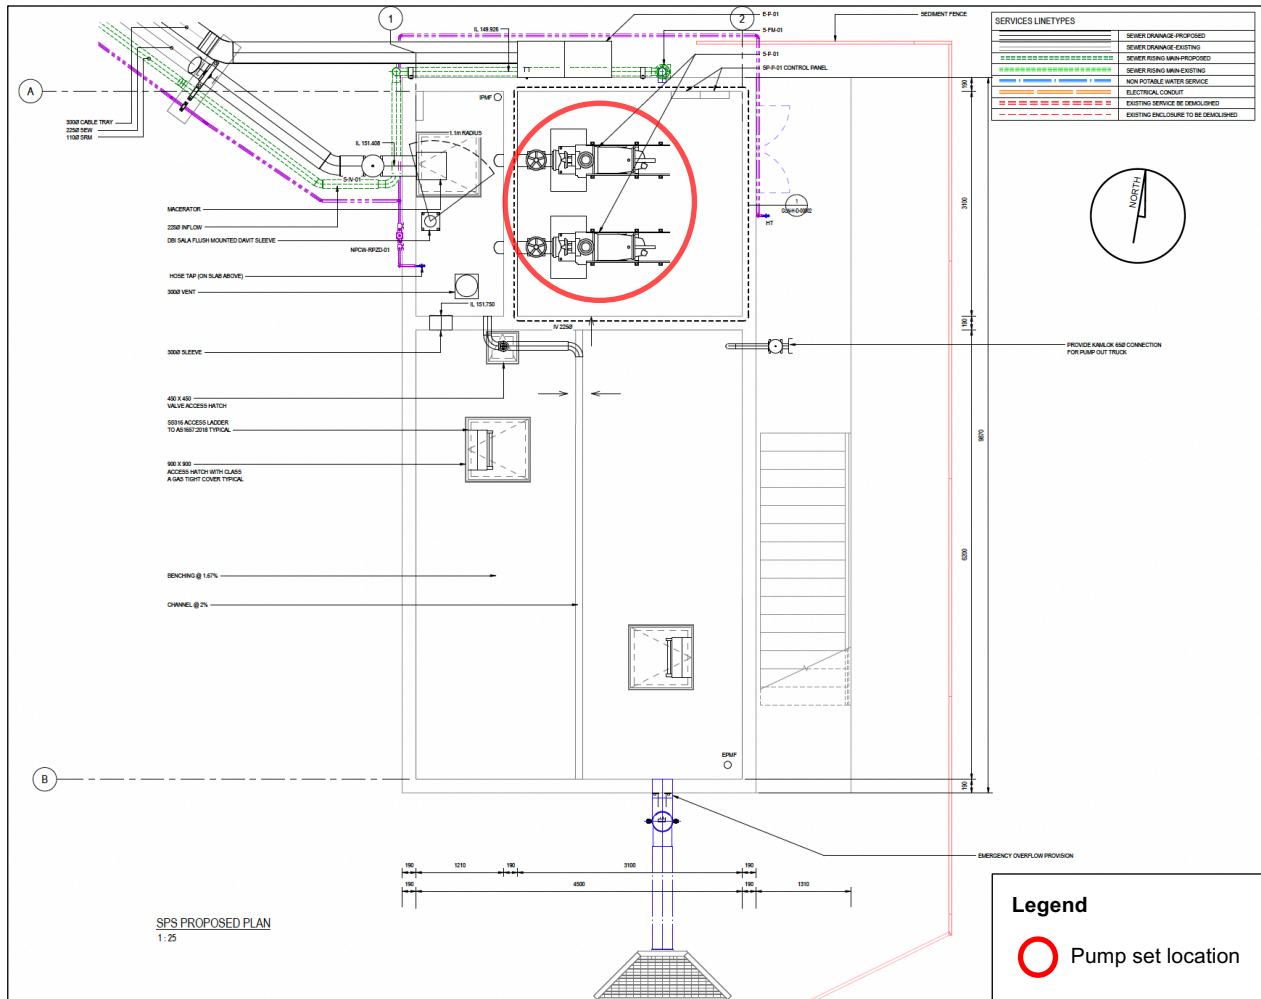 1
2
A
B
E-P-01
S-FM-01
SEDIMENT FENCE
IL 149.926
S-P-01
SP-P-01 CONTROL PANEL
SERVICES LINETYPES
SEWER DRAINAGE-PROPOSED
SEWER DRAINAGE-EXISTING
SEWER RISING MAIN-PROPOSED
SEWER RISING MAIN-EXISTING
NON POTABLE WATER SERVICE
ELECTRICAL CONDUIT
EXISTING SERVICE BE DEMOLISHED
EXISTING ENCLOSURE TO BE DEMOLISHED
300Ø CABLE TRAY
225Ø SEW
110Ø SRM
IPMF
1.1m RADIUS
IL 151.408
S-IV-01
NORTH
MACERATOR
225Ø INFLOW
DBI SALA FLUSH MOUNTED DAVIT SLEEVE
NPCW-RPZD-01
HT
1
HOSE TAP (ON SLAB ABOVE)
300Ø VENT
IL 151.750
IV 225Ø
300Ø SLEEVE
PROVIDE KAMLOK 65Ø CONNECTION
FOR PUMP OUT TRUCK
450 X 450
VALVE ACCESS HATCH
SS316 ACCESS LADDER
TO AS1657:2018 TYPICAL
900 X 900
ACCESS HATCH WITH CLASS
A GAS TIGHT COVER TYPICAL
BENCHING @ 1.67%
CHANNEL @ 2%
EPMF
190
3100
190
6200
9870
190
EMERGENCY OVERFLOW PROVISION
190
1210
190
3100
190
190
4500
190
1310
SPS PROPOSED PLAN
1 : 25
Legend
Pump set location